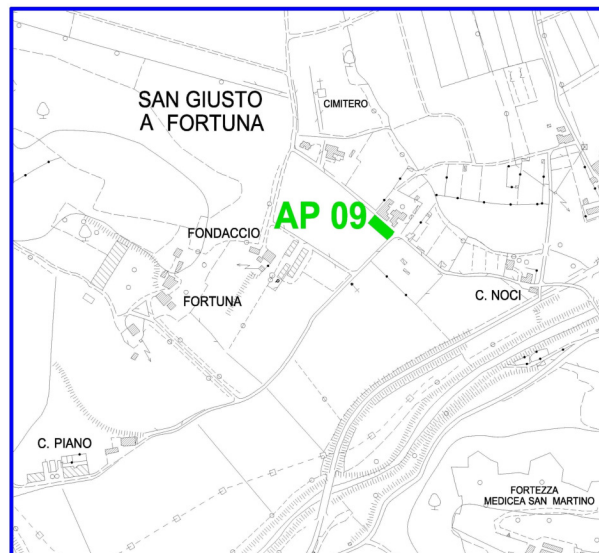 SAN GIUSTO
A FORTUNA
CIMITERO
AP 09
FONDACCIO
FORTUNA
C. NOCI
C. PIANO
FORTEZZA
MEDICEA SAN MARTINO